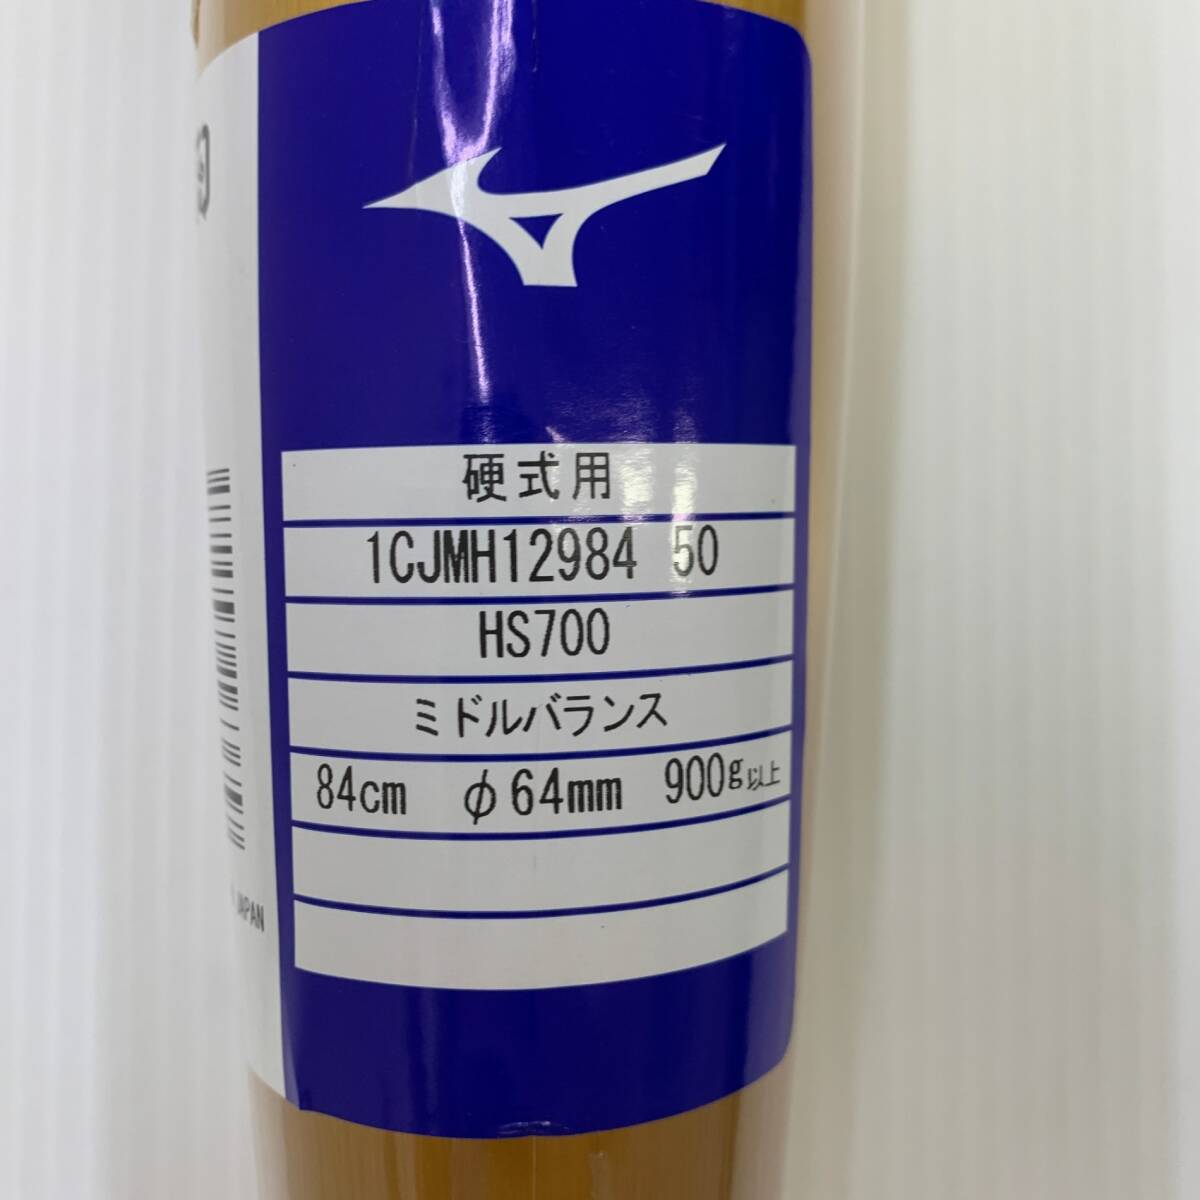 硬式用
1CJMH12984 50
HS700
ミドルバランス
84cm φ64mm 900g以上
JAPAN